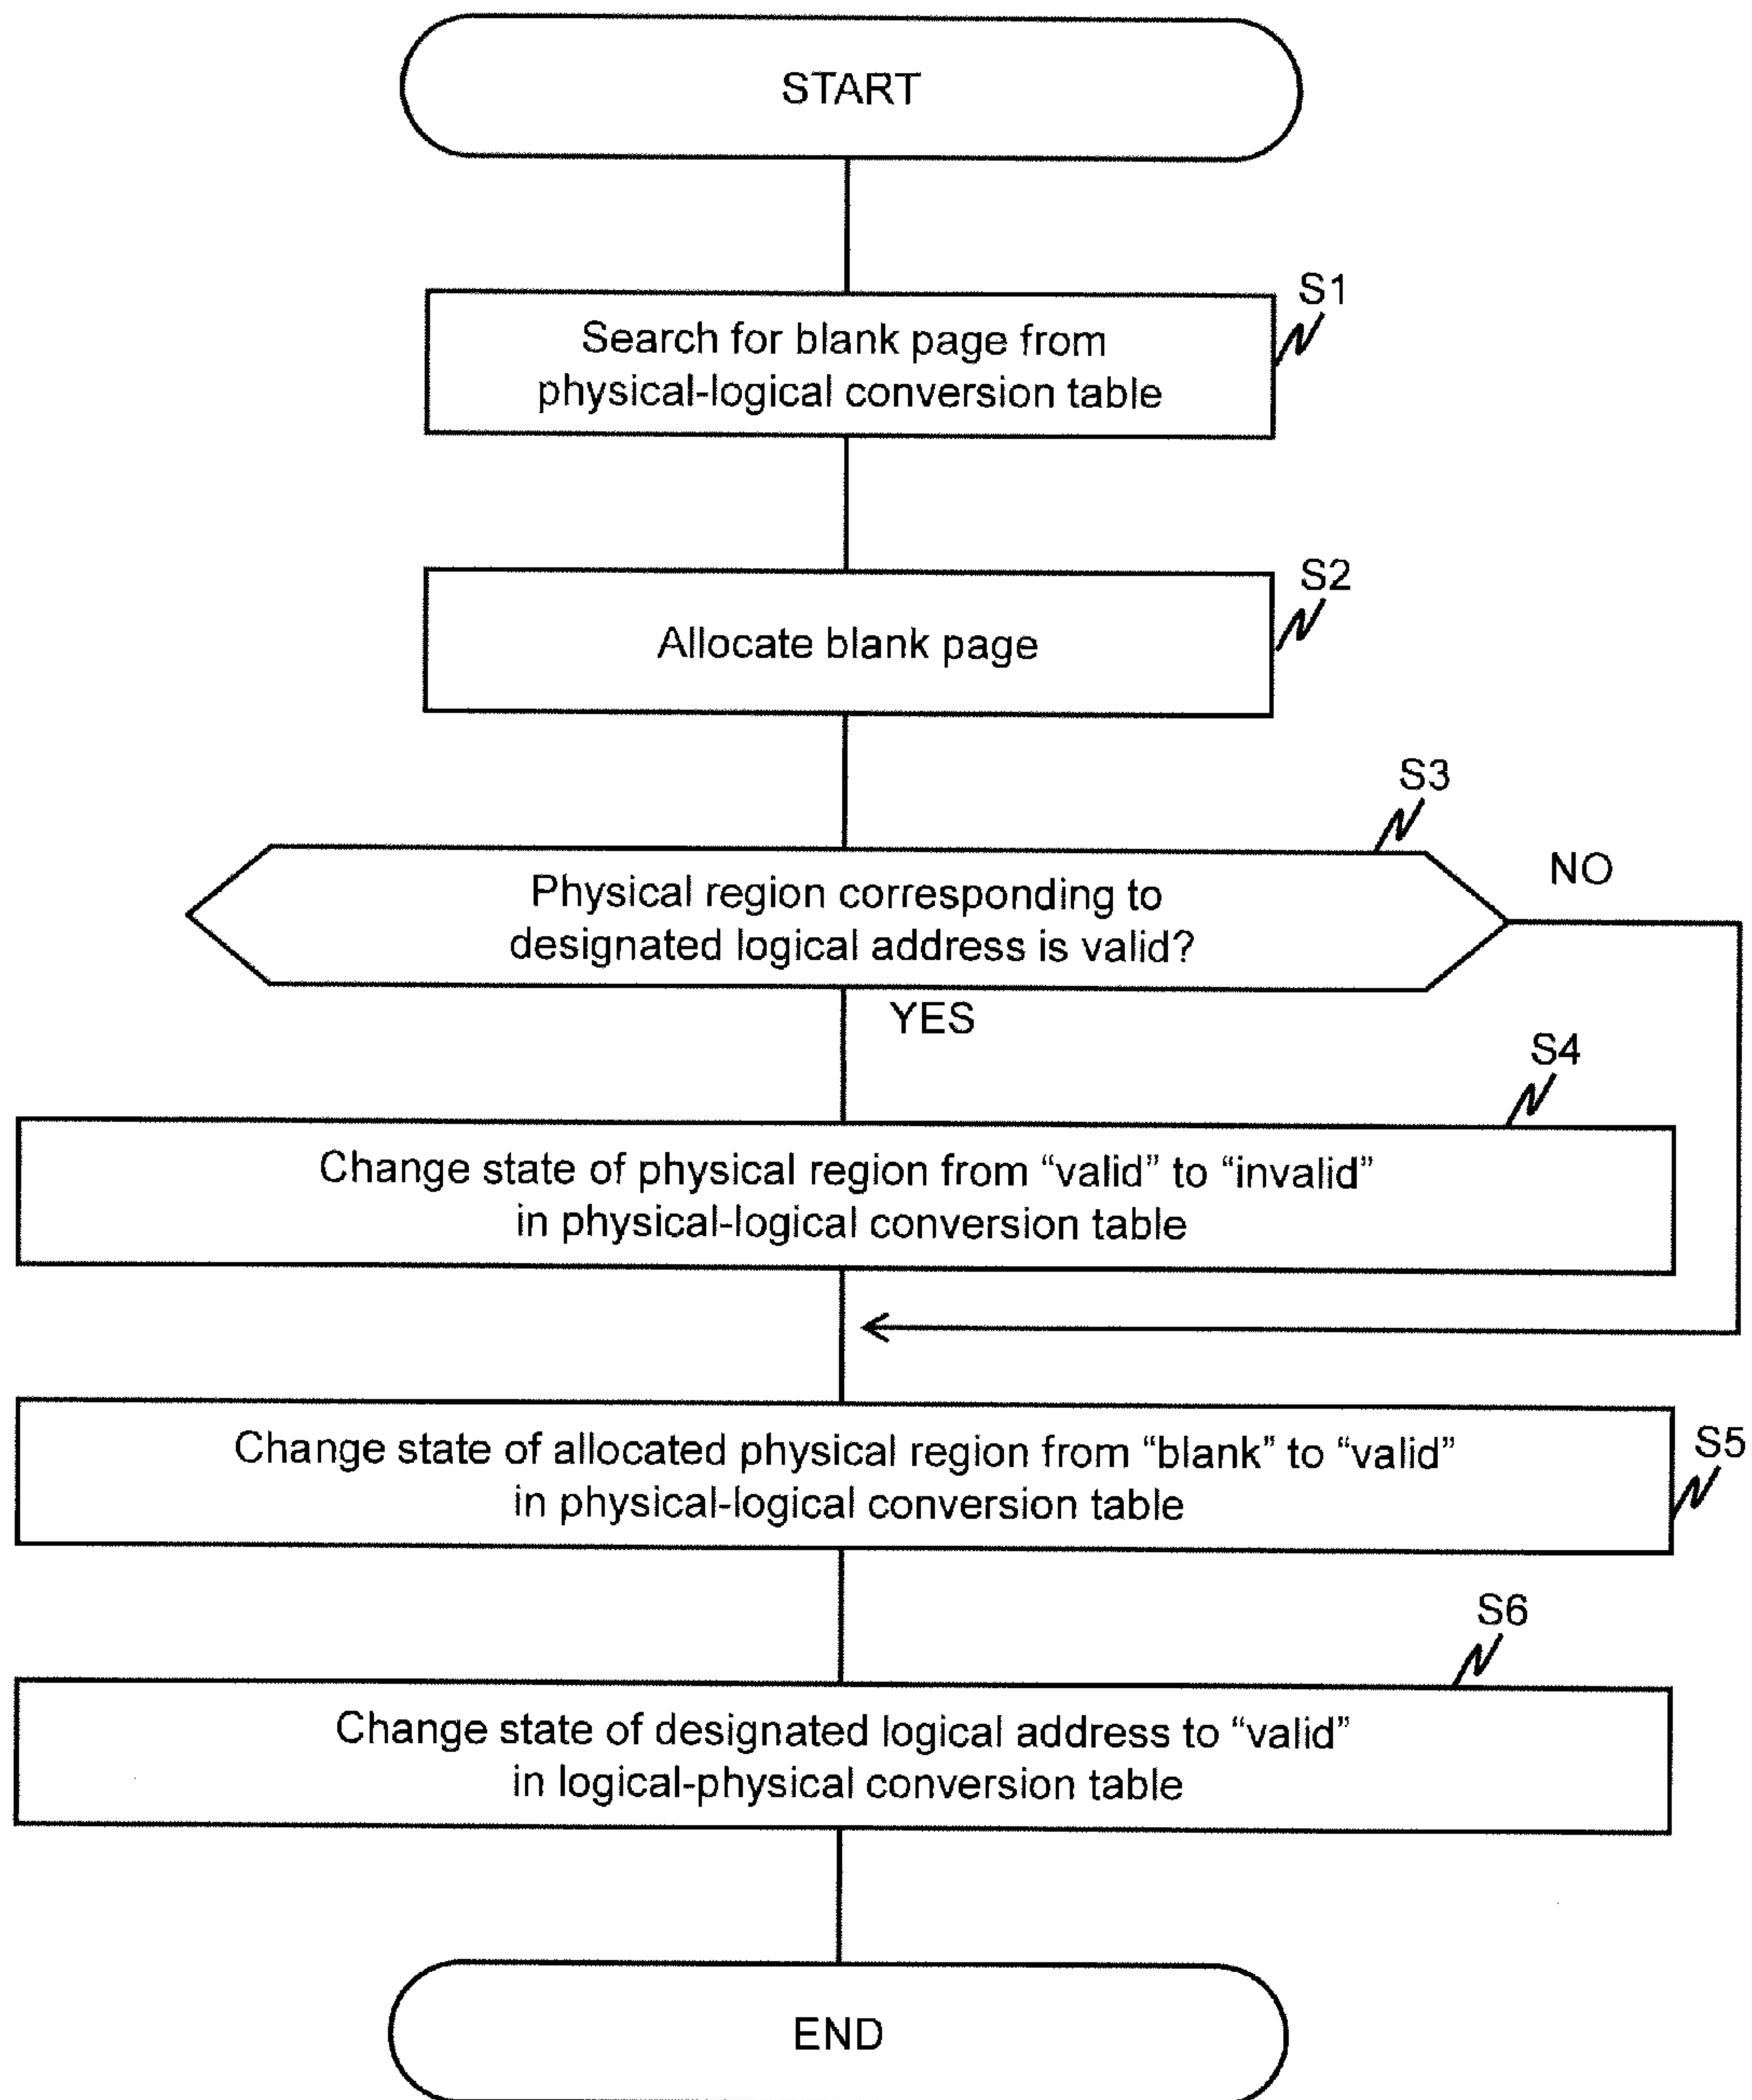 START
S1
Search for blank page from
physical-logical conversion table
S2
Allocate blank page
S3
NO
Physical region corresponding to
designated logical address is valid?
YES
S4
Change state of physical region from “valid” to “invalid”
in physical-logical conversion table
S5
Change state of allocated physical region from “blank” to “valid”
in physical-logical conversion table
S6
Change state of designated logical address to “valid”
in logical-physical conversion table
END